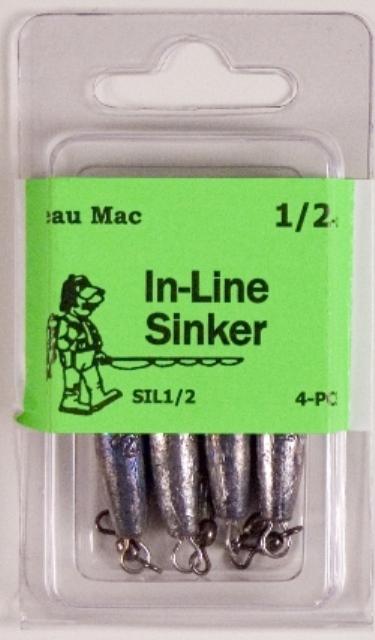 eau Mac 1/2
In-Line
Sinker
SIL1/2 4-PC